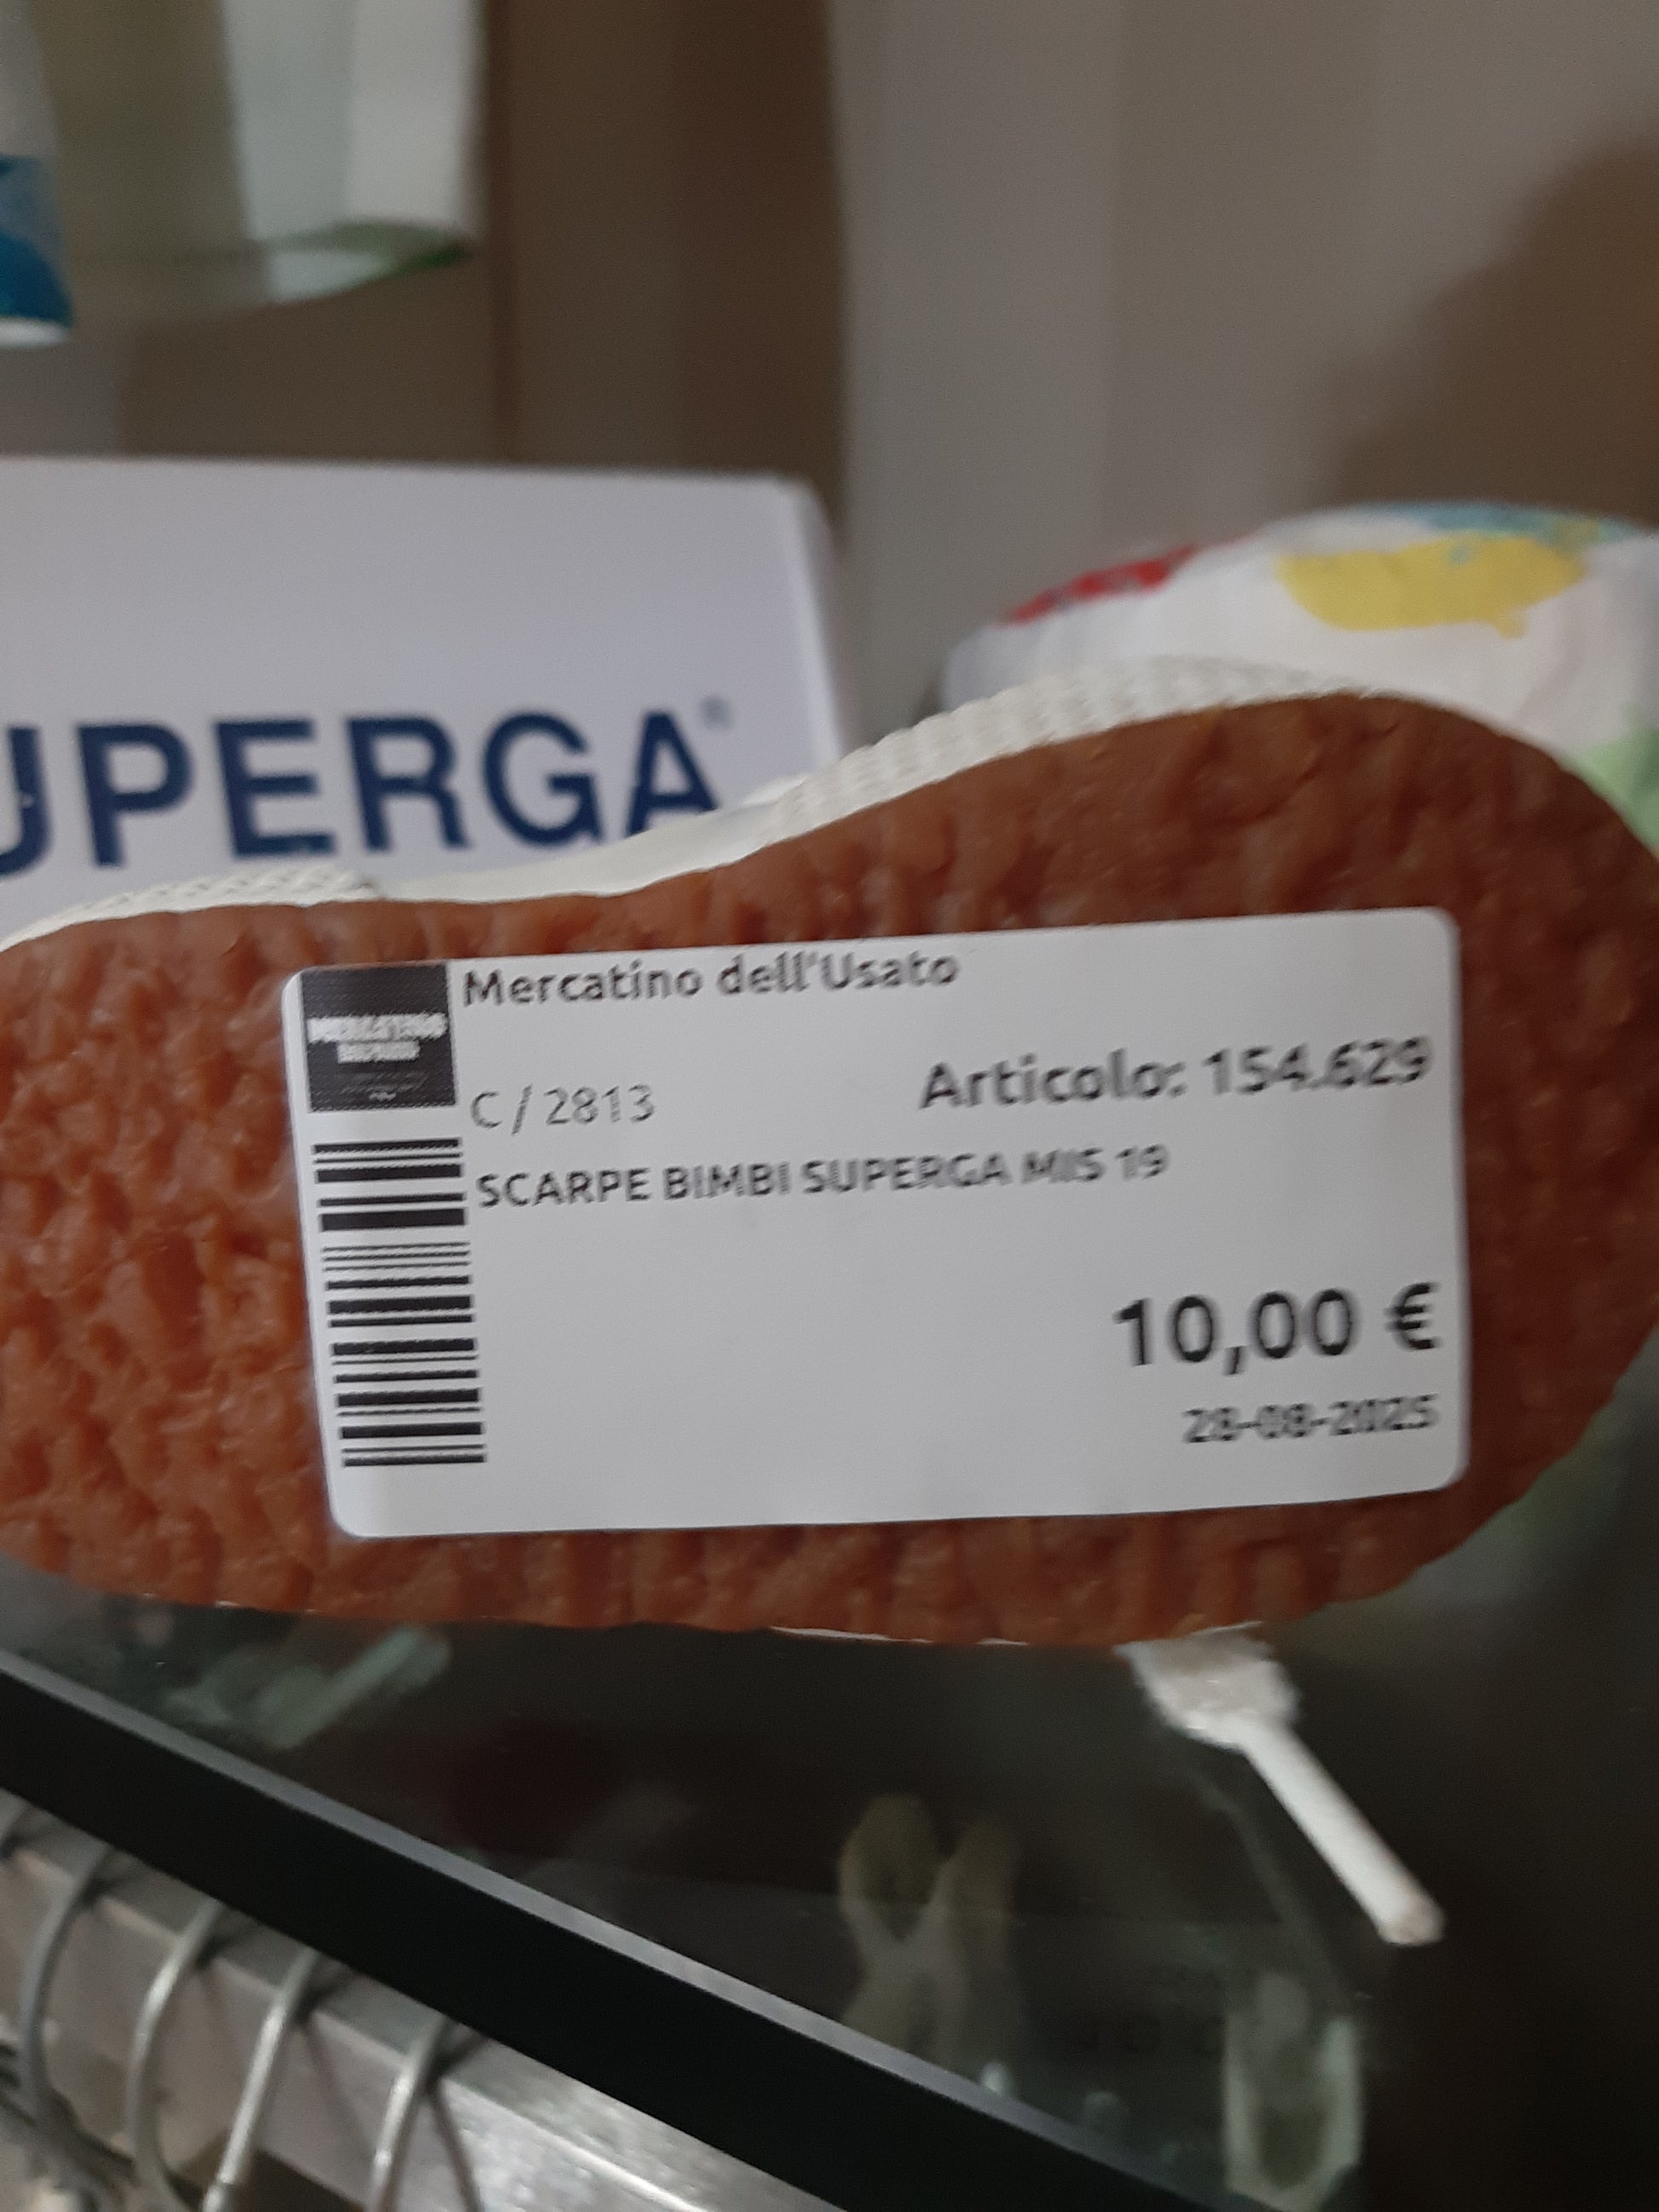 UPERGA®
Mercatino dell'Usato
C / 2813
Articolo: 154.629
SCARPE BIMBI SUPERGA MIS 19
10,00 €
28-08-2025